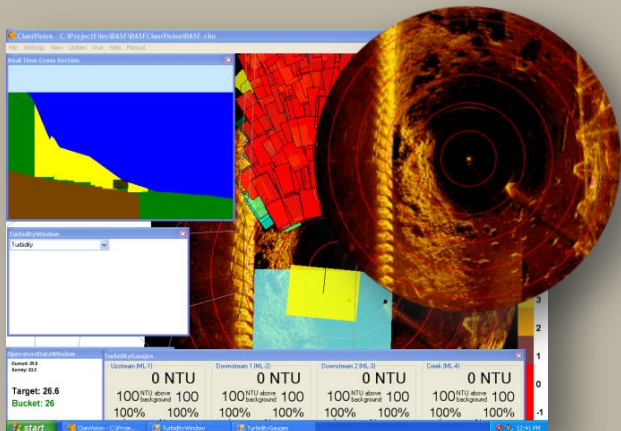 ClamVision - C:\ProjectFiles\BASF\BASFClamVision\BASF.clm
File Settings View Utilities Run Help Manual
Real Time Cross Section
TurbidityWindow
Turbidity
3
2
1
0
-1
OperatorsDataWindow
Target: 26.6
Bucket: 26
TurbidityGauges
Upstream (ML-1)
Downstream 1 (ML-2)
Downstream 2 (ML-3)
Creek (ML-4)
0 NTU
0 NTU
0 NTU
0 NTU
100 NTU above background 100
100 NTU above background 100
100 NTU above background 100
100 NTU above background 100
100% 100%
100% 100%
100% 100%
100% 100%
start
ClamVision - C:\Proje...
TurbidityWindow
TurbidityGauges
12:41 PM